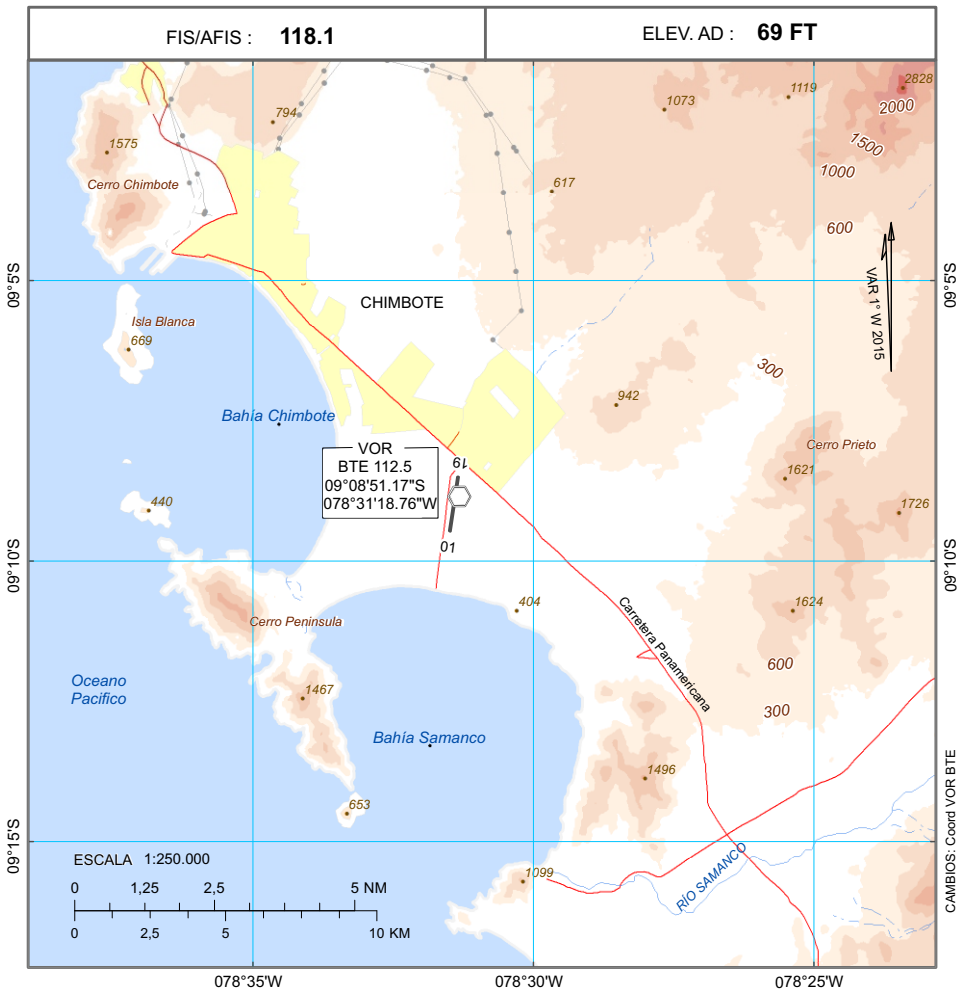 FIS/AFIS : 118.1
ELEV. AD : 69 FT
2828
1119
2000
1073
794
1500
1575
1000
Cerro Chimbote
617
600
09°5'S
09°5'S
VAR 1° W 2015
CHIMBOTE
Isla Blanca
669
300
942
Bahía Chimbote
Cerro Prieto
VOR
BTE 112.5
09°08'51.17"S
078°31'18.76"W
19
1621
440
1726
01
09°10'S
09°10'S
404
1624
Cerro Peninsula
Carretera Panamericana
600
Oceano
Pacifico
1467
300
Bahía Samanco
1496
653
CAMBIOS: Coord VOR BTE
09°15'S
ESCALA 1:250.000
RÍO SAMANCO
1099
0 1,25 2,5 5 NM
0 2,5 5 10 KM
078°35'W
078°30'W
078°25'W